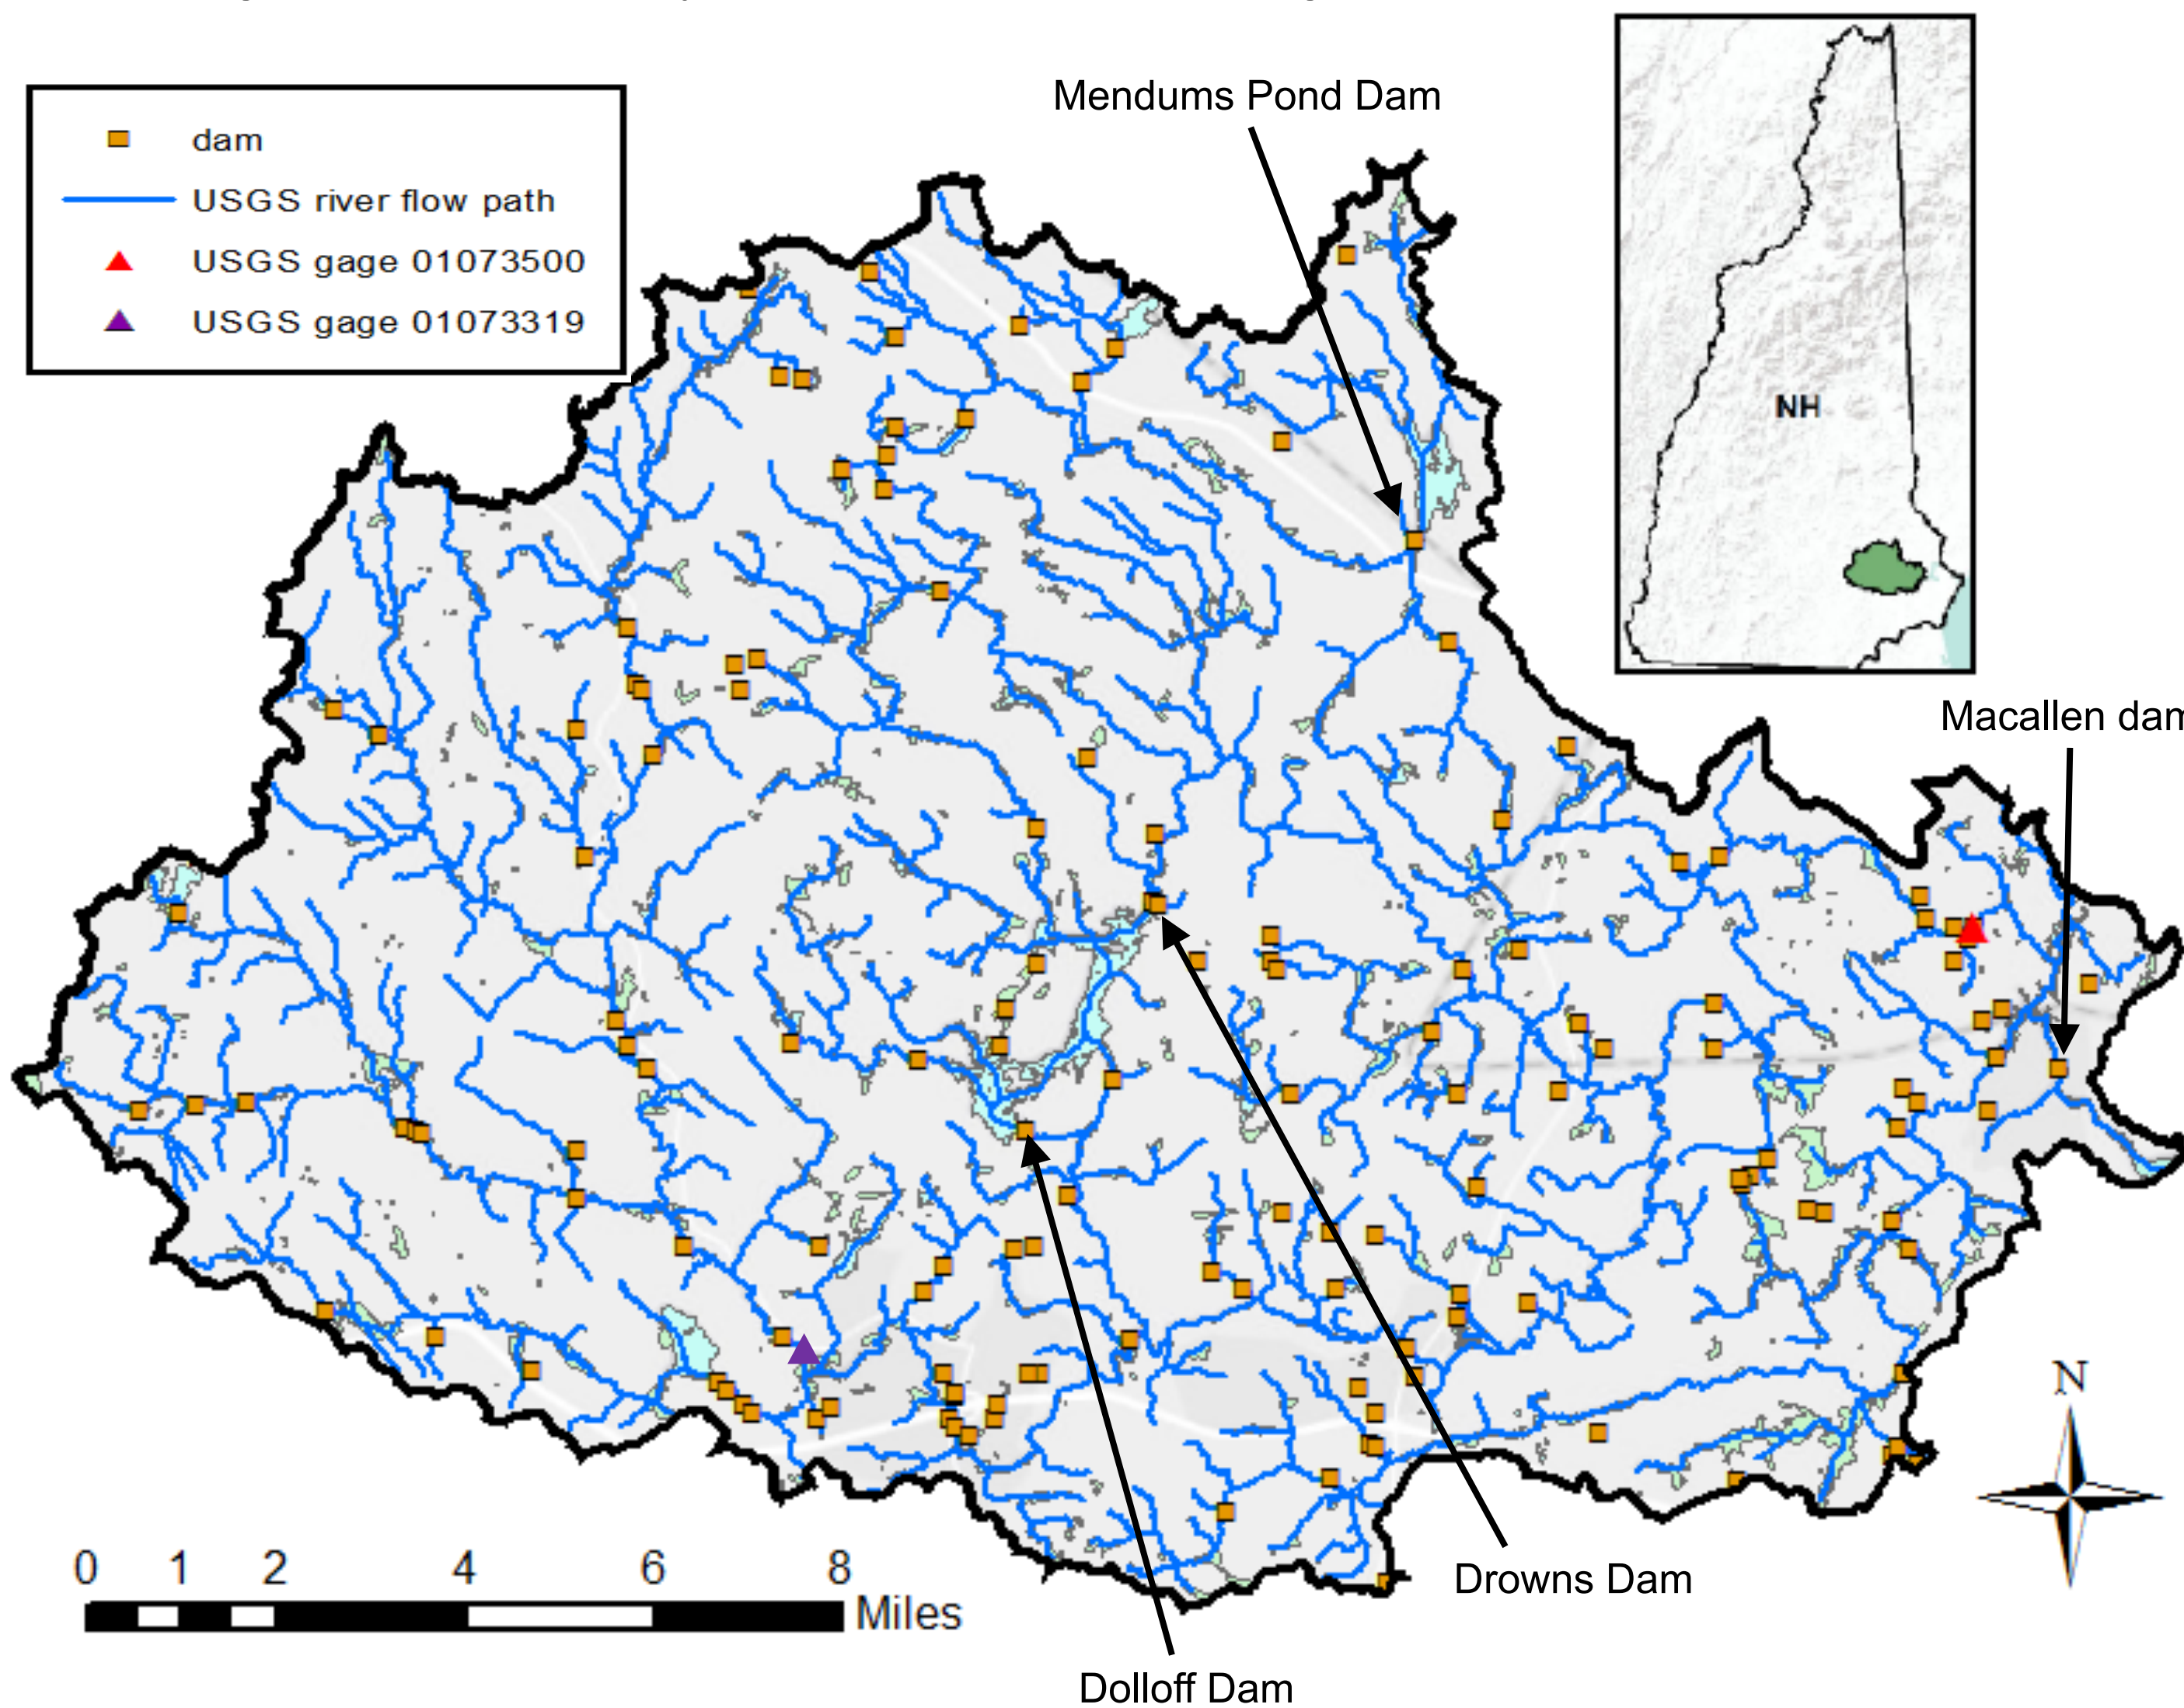 Mendums Pond Dam
dam
USGS river flow path
USGS gage 01073500
USGS gage 01073319
NH
Macallen dam
N
0 1 2 4 6 8
Miles
Drowns Dam
Dolloff Dam